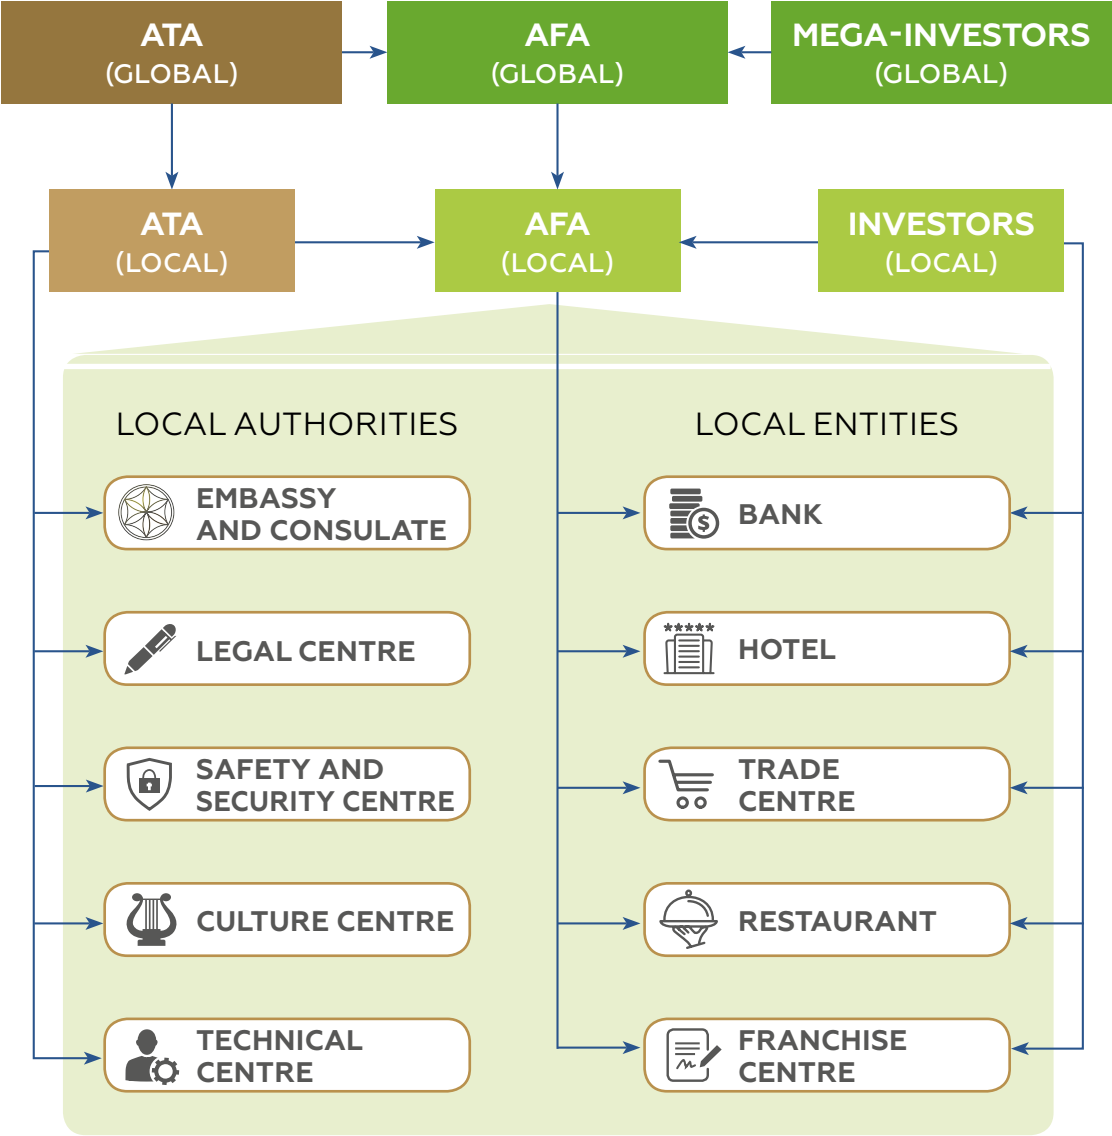 ATA
(GLOBAL)
AFA
(GLOBAL)
MEGA-INVESTORS
(GLOBAL)
ATA
(LOCAL)
AFA
(LOCAL)
INVESTORS
(LOCAL)
LOCAL AUTHORITIES
EMBASSY
AND CONSULATE
LEGAL CENTRE
SAFETY AND
SECURITY CENTRE
CULTURE CENTRE
TECHNICAL
CENTRE
LOCAL ENTITIES
$
BANK
HOTEL
TRADE
CENTRE
RESTAURANT
FRANCHISE
CENTRE